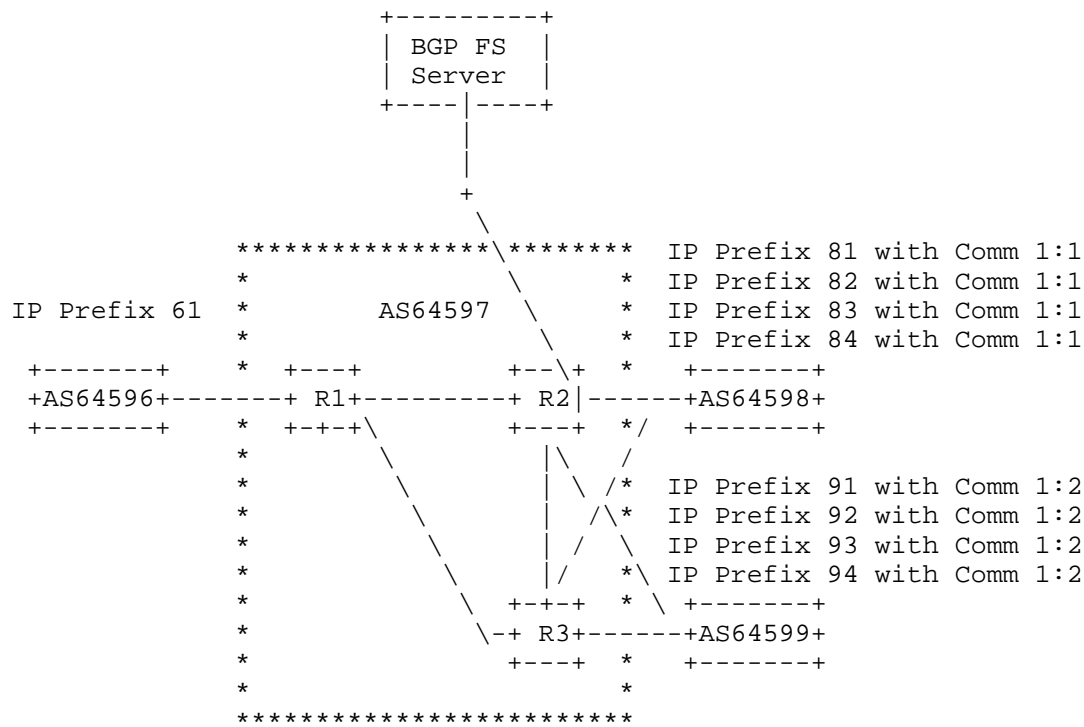 BGP FS
Server
IP Prefix 81 with Comm 1:1
IP Prefix 82 with Comm 1:1
IP Prefix 61 AS64597 IP Prefix 83 with Comm 1:1
IP Prefix 84 with Comm 1:1
AS64596 R1 R2 AS64598
IP Prefix 91 with Comm 1:2
IP Prefix 92 with Comm 1:2
IP Prefix 93 with Comm 1:2
IP Prefix 94 with Comm 1:2
R3 AS64599